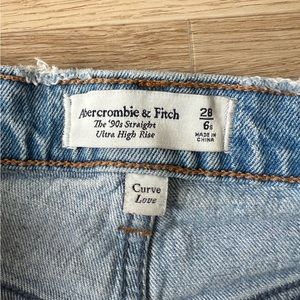 Abercrombie & Fitch
The '90s Straight
Ultra High Rise
28
6s
MADE IN
CHINA
Curve
Love